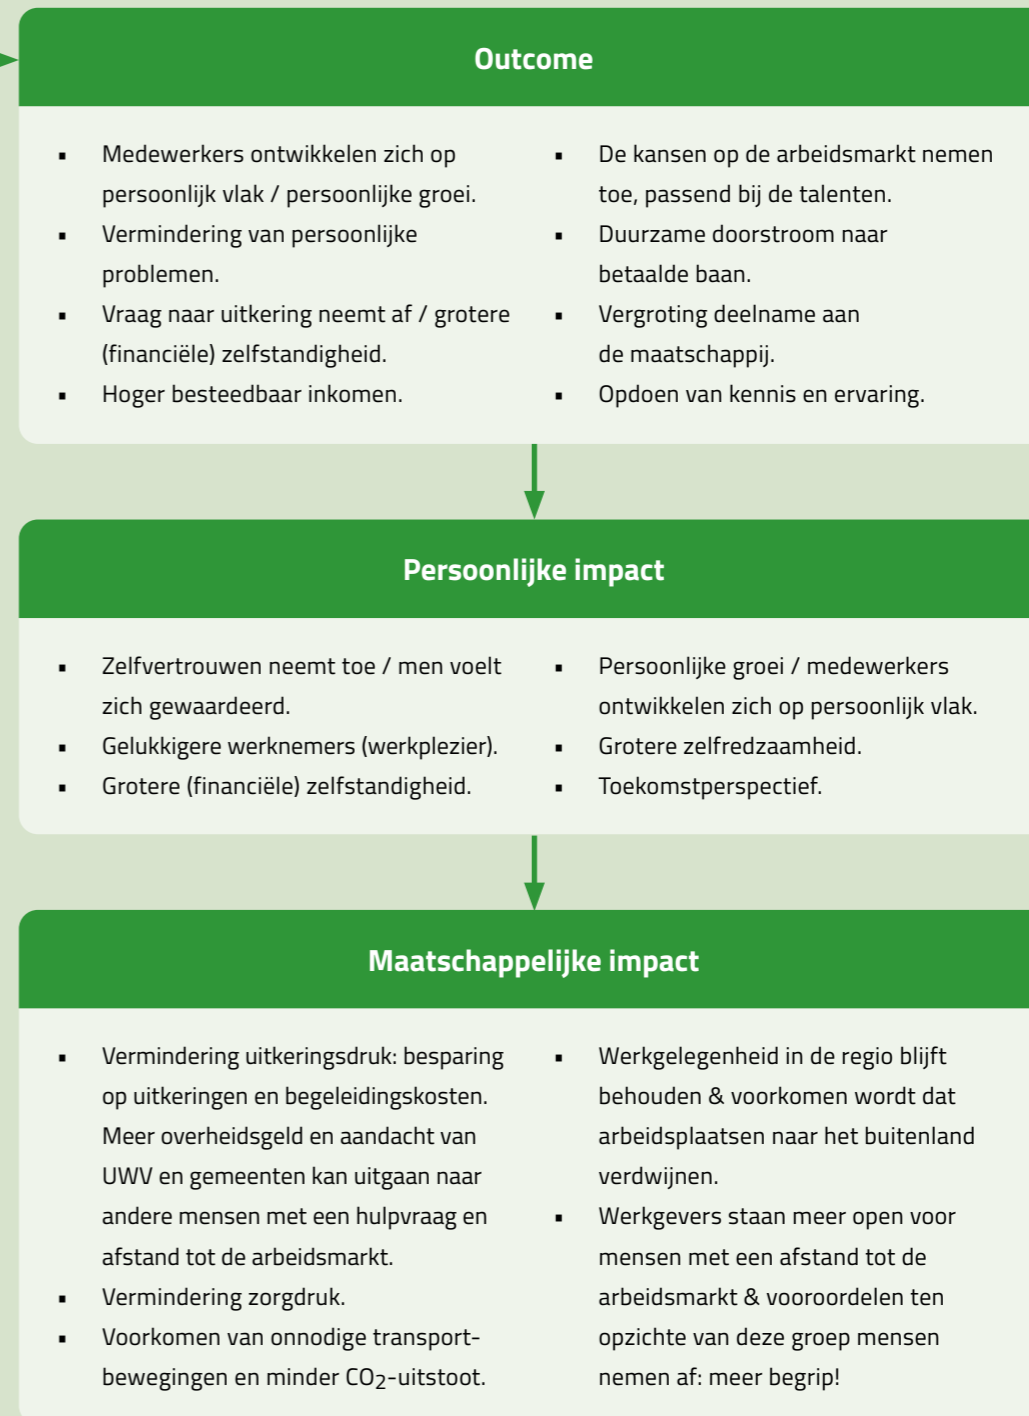 Outcome
▪ Medewerkers ontwikkelen zich op
persoonlijk vlak / persoonlijke groei.
▪ Vermindering van persoonlijke
problemen.
▪ Vraag naar uitkering neemt af / grotere
(financiële) zelfstandigheid.
▪ Hoger besteedbaar inkomen.
▪ De kansen op de arbeidsmarkt nemen
toe, passend bij de talenten.
▪ Duurzame doorstroom naar
betaalde baan.
▪ Vergroting deelname aan
de maatschappij.
▪ Opdoen van kennis en ervaring.
Persoonlijke impact
▪ Zelfvertrouwen neemt toe / men voelt
zich gewaardeerd.
▪ Gelukkigere werknemers (werkplezier).
▪ Grotere (financiële) zelfstandigheid.
▪ Persoonlijke groei / medewerkers
ontwikkelen zich op persoonlijk vlak.
▪ Grotere zelfredzaamheid.
▪ Toekomstperspectief.
Maatschappelijke impact
▪ Vermindering uitkeringsdruk: besparing
op uitkeringen en begeleidingskosten.
Meer overheidsgeld en aandacht van
UWV en gemeenten kan uitgaan naar
andere mensen met een hulpvraag en
afstand tot de arbeidsmarkt.
▪ Vermindering zorgdruk.
▪ Voorkomen van onnodige transport-
bewegingen en minder CO2-uitstoot.
▪ Werkgelegenheid in de regio blijft
behouden & voorkomen wordt dat
arbeidsplaatsen naar het buitenland
verdwijnen.
▪ Werkgevers staan meer open voor
mensen met een afstand tot de
arbeidsmarkt & vooroordelen ten
opzichte van deze groep mensen
nemen af: meer begrip!